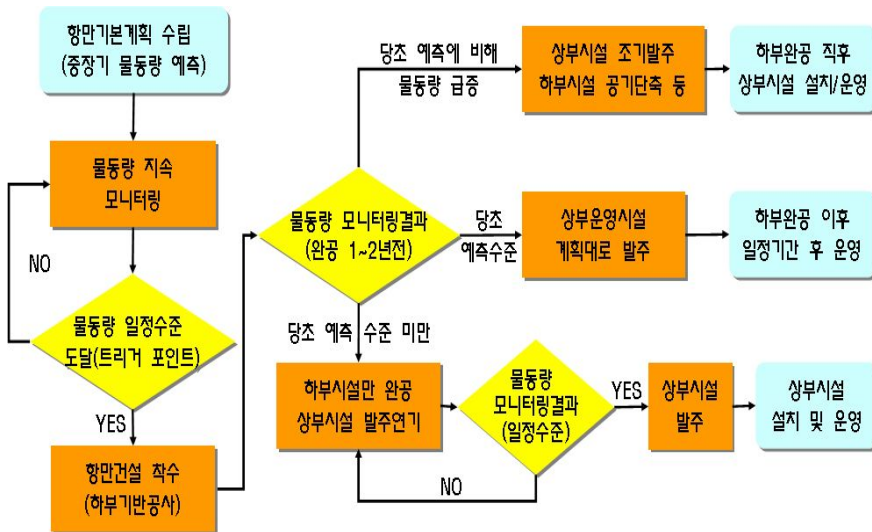 항만기본계획 수립
(중장기 물동량 예측)
물동량 지속
모니터링
NO
물동량 일정수준
도달(트리거 포인트)
YES
항만건설 착수
(하부기반공사)
물동량 모니터링결과
(완공 1~2년전)
당초 예측에 비해
물동량 급증
상부시설 조기발주
하부시설 공기단축 등
하부완공 직후
상부시설 설치/운영
당초
예측수준
상부운영시설
계획대로 발주
하부완공 이후
일정기간 후 운영
당초 예측 수준 미만
하부시설만 완공
상부시설 발주연기
물동량
모니터링결과
(일정수준)
NO
YES
상부시설
발주
상부시설
설치 및 운영